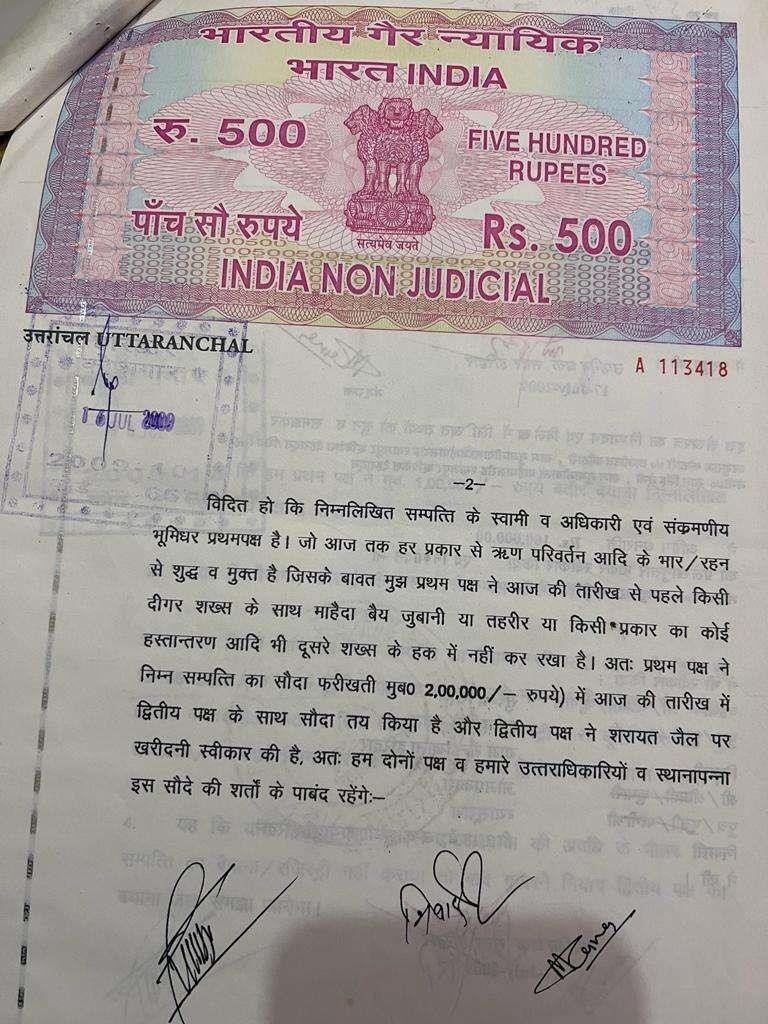 भारतीय गैर न्यायिक
भारत INDIA
रु. 500
FIVE HUNDRED
RUPEES
पाँच सौ रुपये
सत्यमेव जयते
Rs. 500
INDIA NON JUDICIAL
उत्तरांचल UTTARANCHAL
A 113418
16 JUL 2009
–2–
विदित हो कि निम्नलिखित सम्पत्ति के स्वामी व अधिकारी एवं संक्रमणीय
भूमिधर प्रथमपक्ष है। जो आज तक हर प्रकार से ऋण परिवर्तन आदि के भार/रहन
से शुद्ध व मुक्त है जिसके बावत मुझ प्रथम पक्ष ने आज की तारीख से पहले किसी
दीगर शख्स के साथ माहैदा बैय जुबानी या तहरीर या किसी प्रकार का कोई
हस्तान्तरण आदि भी दूसरे शख्स के हक में नहीं कर रखा है। अतः प्रथम पक्ष ने
निम्न सम्पत्ति का सौदा फरीखती मुब0 2,00,000/– रुपये) में आज की तारीख में
द्वितीय पक्ष के साथ सौदा तय किया है और द्वितीय पक्ष ने शरायत जैल पर
खरीदनी स्वीकार की है, अतः हम दोनों पक्ष व हमारे उत्तराधिकारियों व स्थानापन्ना
इस सौदे की शर्तो के पाबंद रहेंगेः–